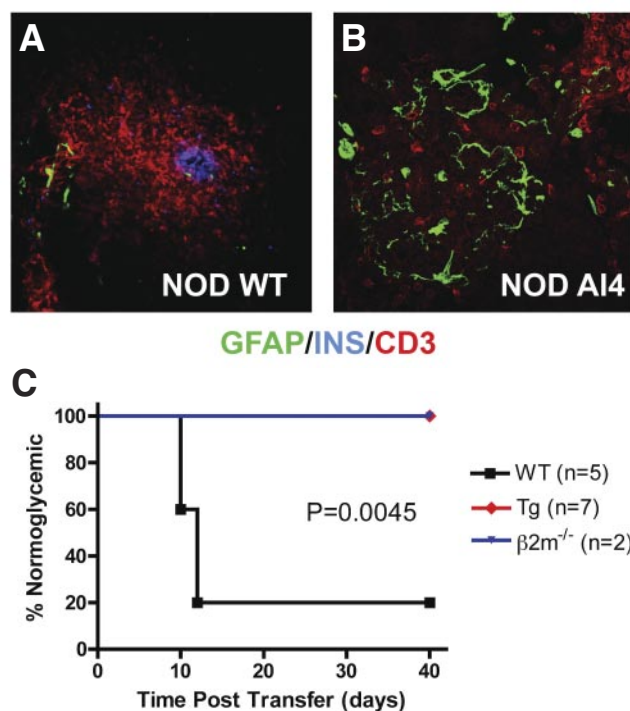 A
B
NOD WT
NOD AI4
GFAP/INS/CD3
C
100
80
60
40
20
0
% Normoglycemic
P=0.0045
WT (n=5)
Tg (n=7)
β2m-/- (n=2)
0 10 20 30 40
Time Post Transfer (days)